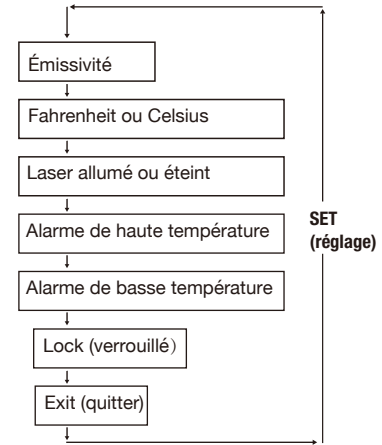 Émissivité
Fahrenheit ou Celsius
Laser allumé ou éteint
Alarme de haute température
Alarme de basse température
Lock (verrouillé）
Exit (quitter)
SET
(réglage)